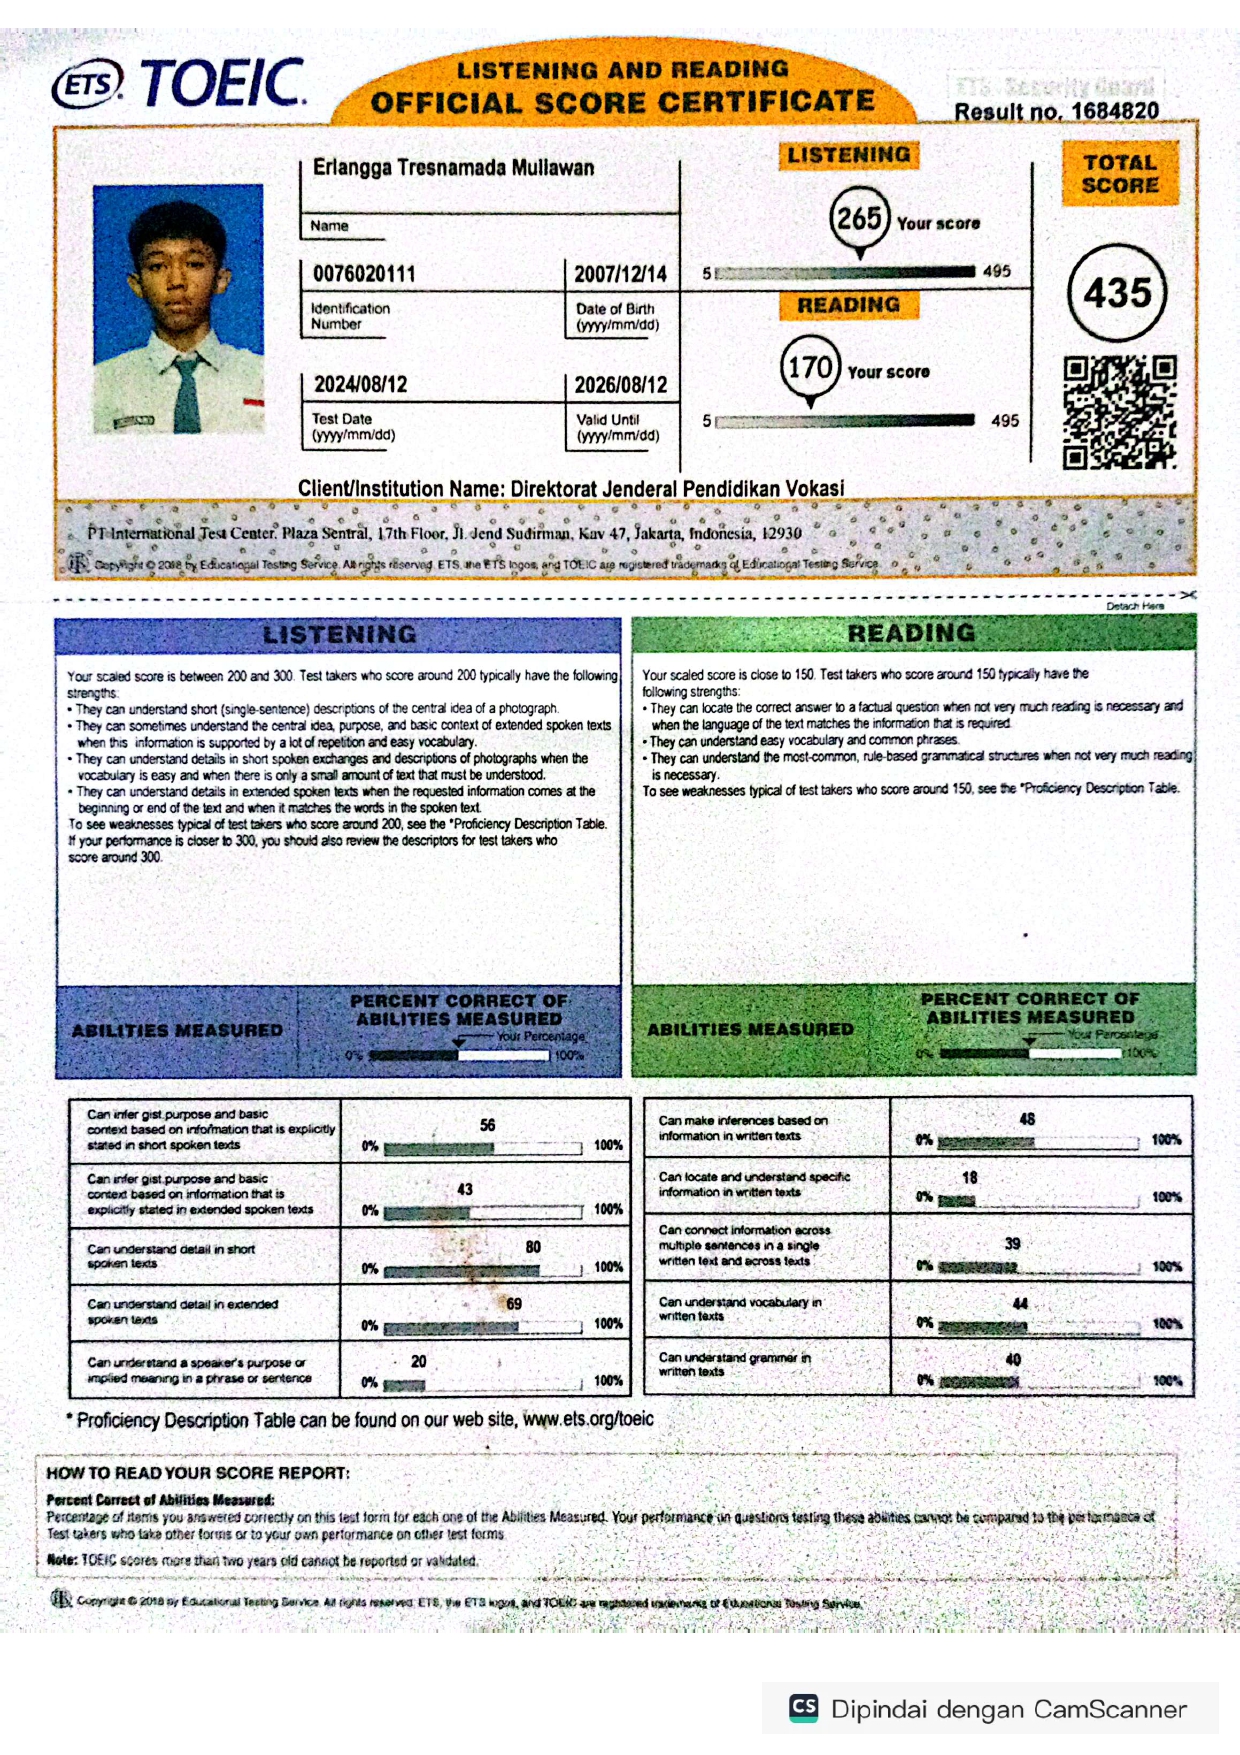 ETS TOEIC.
LISTENING AND READING
OFFICIAL SCORE CERTIFICATE
ETS Security Guard
Result no. 1684820
Erlangga Tresnamada Muliawan
Name
0076020111
Identification
Number
2007/12/14
Date of Birth
(yyyy/mm/dd)
2024/08/12
Test Date
(yyyy/mm/dd)
2026/08/12
Valid Until
(yyyy/mm/dd)
LISTENING
265 Your score
5 495
READING
170 Your score
5 495
TOTAL
SCORE
435
Client/Institution Name: Direktorat Jenderal Pendidikan Vokasi
PT International Test Center, Plaza Sentral, 17th Floor, Jl. Jend Sudirman, Kav 47, Jakarta, Indonesia, 12930
Copyright © 2018 by Educational Testing Service. All rights reserved. ETS, the ETS logos, and TOEIC are registered trademarks of Educational Testing Service.
Detach Here
LISTENING
Your scaled score is between 200 and 300. Test takers who score around 200 typically have the following
strengths:
• They can understand short (single-sentence) descriptions of the central idea of a photograph.
• They can sometimes understand the central idea, purpose, and basic context of extended spoken texts
when this information is supported by a lot of repetition and easy vocabulary.
• They can understand details in short spoken exchanges and descriptions of photographs when the
vocabulary is easy and when there is only a small amount of text that must be understood.
• They can understand details in extended spoken texts when the requested information comes at the
beginning or end of the text and when it matches the words in the spoken text.
To see weaknesses typical of test takers who score around 200, see the *Proficiency Description Table.
If your performance is closer to 300, you should also review the descriptors for test takers who
score around 300.
READING
Your scaled score is close to 150. Test takers who score around 150 typically have the
following strengths:
• They can locate the correct answer to a factual question when not very much reading is necessary and
when the language of the text matches the information that is required.
• They can understand easy vocabulary and common phrases.
• They can understand the most-common, rule-based grammatical structures when not very much reading
is necessary.
To see weaknesses typical of test takers who score around 150, see the *Proficiency Description Table.
ABILITIES MEASURED
PERCENT CORRECT OF
ABILITIES MEASURED
Your Percentage
0% 100%
ABILITIES MEASURED
PERCENT CORRECT OF
ABILITIES MEASURED
Your Percentage
0% 100%
Can infer gist,purpose and basic
context based on information that is explicitly
stated in short spoken texts
56
0% 100%
Can infer gist,purpose and basic
context based on information that is
explicitly stated in extended spoken texts
43
0% 100%
Can understand detail in short
spoken texts
80
0% 100%
Can understand detail in extended
spoken texts
69
0% 100%
Can understand a speaker's purpose or
implied meaning in a phrase or sentence
20
0% 100%
Can make inferences based on
information in written texts
48
0% 100%
Can locate and understand specific
information in written texts
18
0% 100%
Can connect information across
multiple sentences in a single
written text and across texts
39
0% 100%
Can understand vocabulary in
written texts
44
0% 100%
Can understand grammer in
written texts
40
0% 100%
* Proficiency Description Table can be found on our web site, www.ets.org/toeic
HOW TO READ YOUR SCORE REPORT:
Percent Correct of Abilities Measured:
Percentage of items you answered correctly on this test form for each one of the Abilities Measured. Your performance on questions testing these abilities cannot be compared to the performance of
Test takers who take other forms or to your own performance on other test forms.
Note: TOEIC scores more than two years old cannot be reported or validated.
Copyright © 2018 by Educational Testing Service. All rights reserved. ETS, the ETS logos, and TOEIC are registered trademarks of Educational Testing Service.
CS Dipindai dengan CamScanner